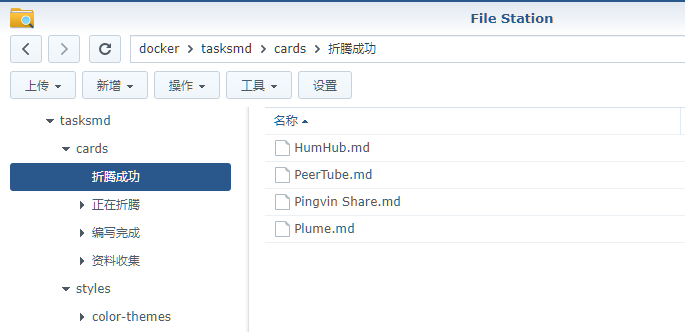 File Station
docker > tasksmd > cards > 折腾成功
上传 新增 操作 工具 设置
tasksmd
cards
折腾成功
正在折腾
编写完成
资料收集
styles
color-themes
名称
HumHub.md
PeerTube.md
Pingvin Share.md
Plume.md